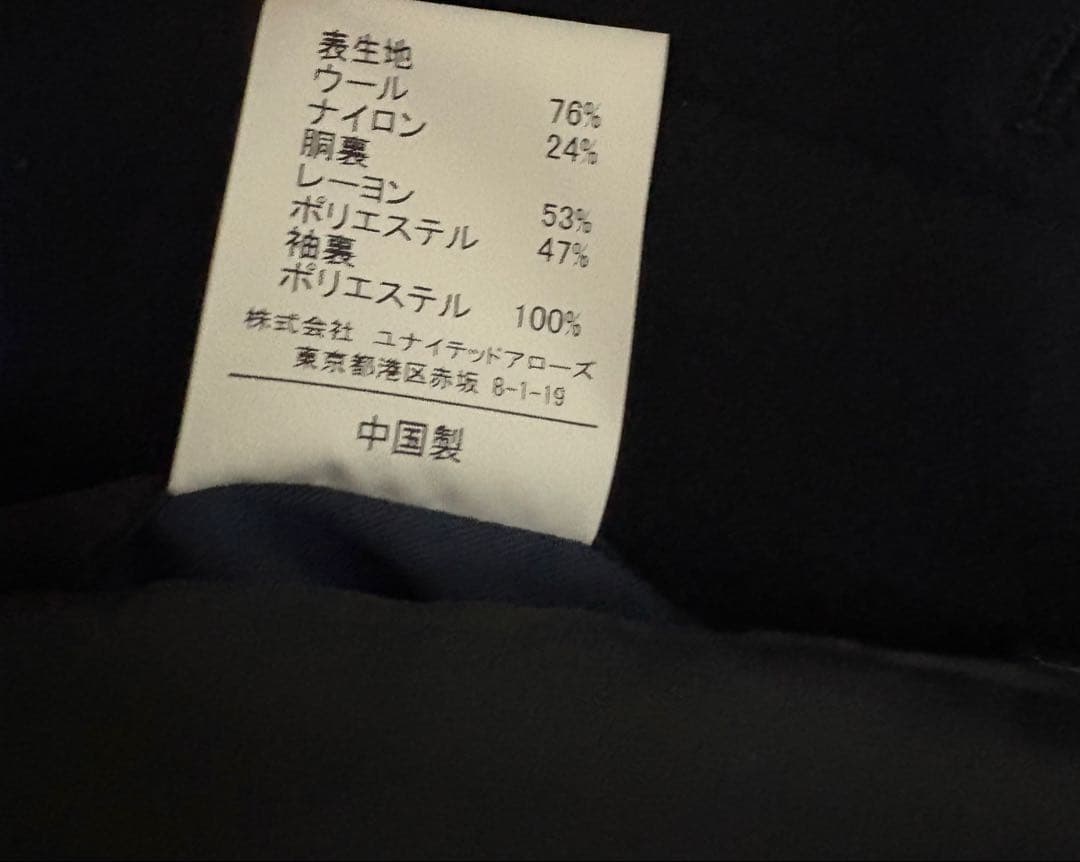 表生地
ウール 76%
ナイロン 24%
胴裏
レーヨン 53%
ポリエステル 47%
袖裏
ポリエステル 100%
株式会社 ユナイテッドアローズ
東京都港区赤坂 8-1-19
中国製